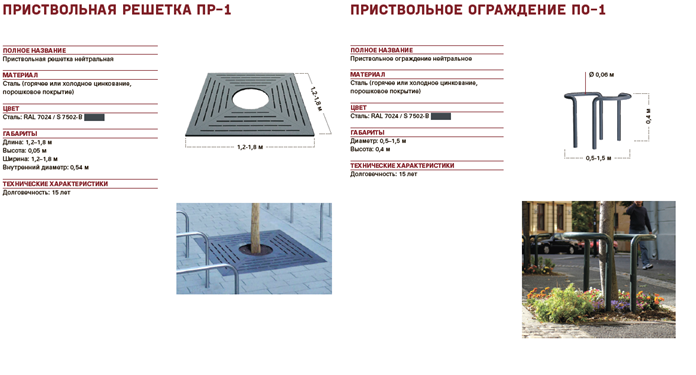 ПРИСТВОЛЬНАЯ РЕШЕТКА ПР-1
ПОЛНОЕ НАЗВАНИЕ
Приствольная решетка нейтральная
МАТЕРИАЛ
Сталь (горячее или холодное цинкование,
порошковое покрытие)
ЦВЕТ
Сталь: RAL 7024 / S 7502-B
ГАБАРИТЫ
Длина: 1,2–1,8 м
Высота: 0,05 м
Ширина: 1,2–1,8 м
Внутренний диаметр: 0,54 м
ТЕХНИЧЕСКИЕ ХАРАКТЕРИСТИКИ
Долговечность: 15 лет
1,2-1,8 м
1,2-1,8 м
ПРИСТВОЛЬНОЕ ОГРАЖДЕНИЕ ПО-1
ПОЛНОЕ НАЗВАНИЕ
Приствольное ограждение нейтральное
МАТЕРИАЛ
Сталь (горячее или холодное цинкование,
порошковое покрытие)
ЦВЕТ
Сталь: RAL 7024 / S 7502-B
ГАБАРИТЫ
Диаметр: 0,5–1,5 м
Высота: 0,4 м
ТЕХНИЧЕСКИЕ ХАРАКТЕРИСТИКИ
Долговечность: 15 лет
Ø 0,06 м
0,4 м
0,5-1,5 м